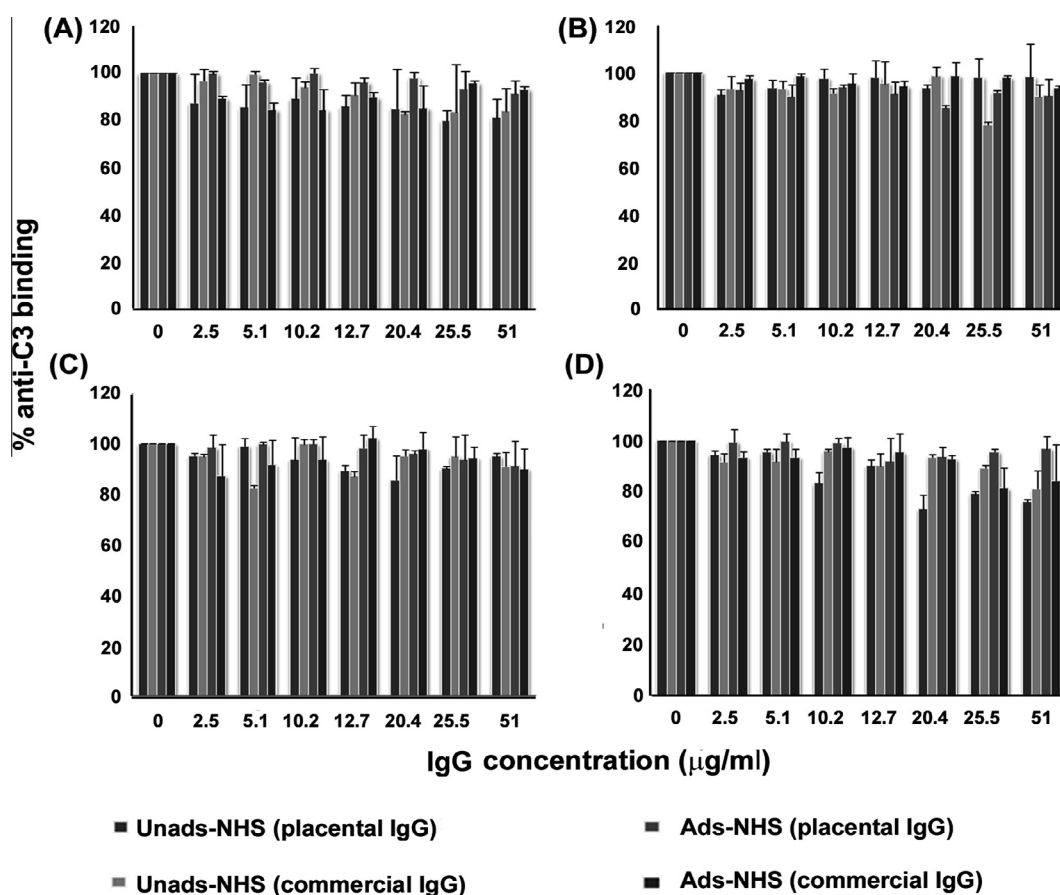 (A)
120
100
80
60
40
20
0
0 2.5 5.1 10.2 12.7 20.4 25.5 51
(B)
120
100
80
60
40
20
0
0 2.5 5.1 10.2 12.7 20.4 25.5 51
% anti-C3 binding
(C)
120
100
80
60
40
20
0
0 2.5 5.1 10.2 12.7 20.4 25.5 51
(D)
120
100
80
60
40
20
0
0 2.5 5.1 10.2 12.7 20.4 25.5 51
IgG concentration (μg/ml)
Unads-NHS (placental IgG)
Ads-NHS (placental IgG)
Unads-NHS (commercial IgG)
Ads-NHS (commercial IgG)